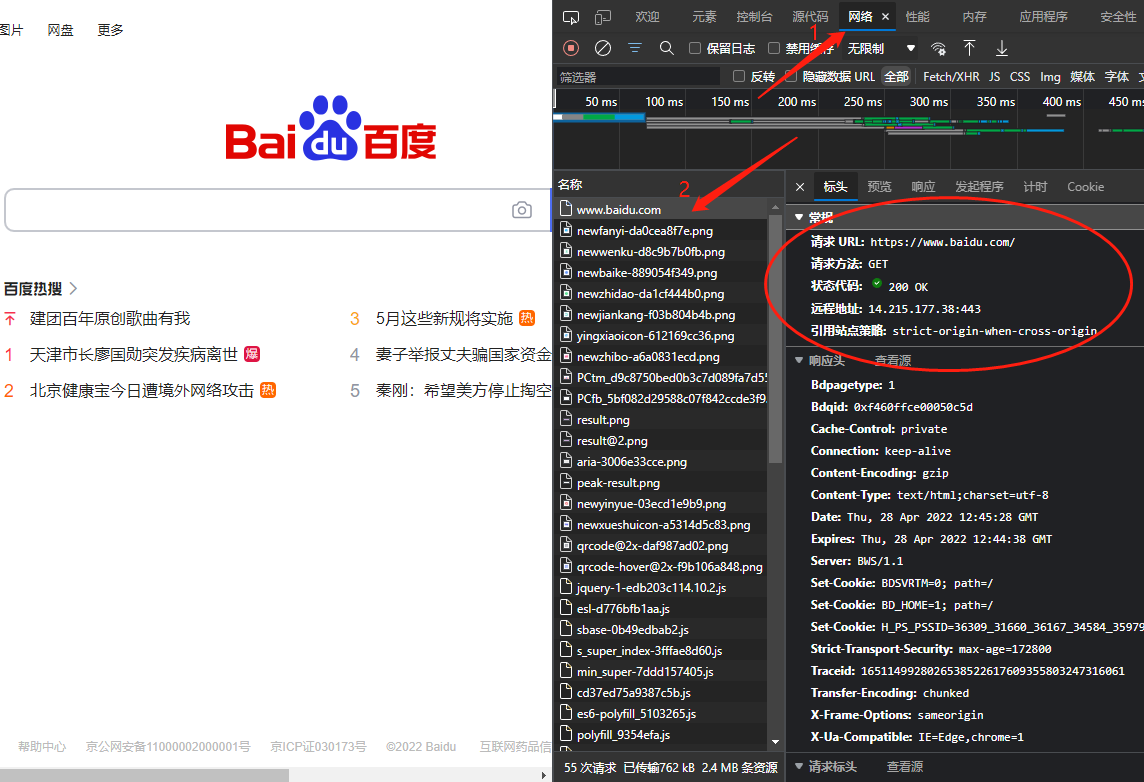 图片 网盘 更多
Bai du 百度
百度热搜
建团百年原创歌曲有我
3 5月这些新规将实施 热
1 天津市长廖国勋突发疾病离世 爆
4 妻子举报丈夫骗国家资金
2 北京健康宝今日遭境外网络攻击 热
5 秦刚：希望美方停止掏空
帮助中心 京公网安备11000002000001号 京ICP证030173号 ©2022 Baidu 互联网药品信
欢迎 元素 控制台 源代码 网络 性能 内存 应用程序 安全性
1
保留日志 禁用缓存 无限制
筛选器 反转 隐藏数据 URL 全部 Fetch/XHR JS CSS Img 媒体 字体
50 ms 100 ms 150 ms 200 ms 250 ms 300 ms 350 ms 400 ms 450 ms
2
名称
www.baidu.com
newfanyi-da0cea8f7e.png
newwenku-d8c9b7b0fb.png
newbaike-889054f349.png
newzhidao-da1cf444b0.png
newjiankang-f03b804b4b.png
yingxiaoicon-612169cc36.png
newzhibo-a6a0831ecd.png
PCtm_d9c8750bed0b3c7d089fa7d55
PCfb_5bf082d29588c07f842ccde3f9
result.png
result@2.png
aria-3006e33cce.png
peak-result.png
newyinyue-03ecd1e9b9.png
newxueshuicon-a5314d5c83.png
qrcode@2x-daf987ad02.png
qrcode-hover@2x-f9b106a848.png
jquery-1-edb203c114.10.2.js
esl-d776bfb1aa.js
sbase-0b49edbab2.js
s_super_index-3fffae8d60.js
min_super-7ddd157405.js
cd37ed75a9387c5b.js
es6-polyfill_5103265.js
polyfill_9354efa.js
55 次请求 已传输762 kB 2.4 MB 条资源
标头 预览 响应 发起程序 计时 Cookie
常规
请求 URL: https://www.baidu.com/
请求方法: GET
状态代码: 200 OK
远程地址: 14.215.177.38:443
引用站点策略: strict-origin-when-cross-origin
响应头 查看源
Bdpagetype: 1
Bdqid: 0xf460ffce00050c5d
Cache-Control: private
Connection: keep-alive
Content-Encoding: gzip
Content-Type: text/html;charset=utf-8
Date: Thu, 28 Apr 2022 12:45:28 GMT
Expires: Thu, 28 Apr 2022 12:44:38 GMT
Server: BWS/1.1
Set-Cookie: BDSVRTM=0; path=/
Set-Cookie: BD_HOME=1; path=/
Set-Cookie: H_PS_PSSID=36309_31660_36167_34584_35979
Strict-Transport-Security: max-age=172800
Traceid: 1651149928026538522617609355803247316061
Transfer-Encoding: chunked
X-Frame-Options: sameorigin
X-Ua-Compatible: IE=Edge,chrome=1
请求标头 查看源